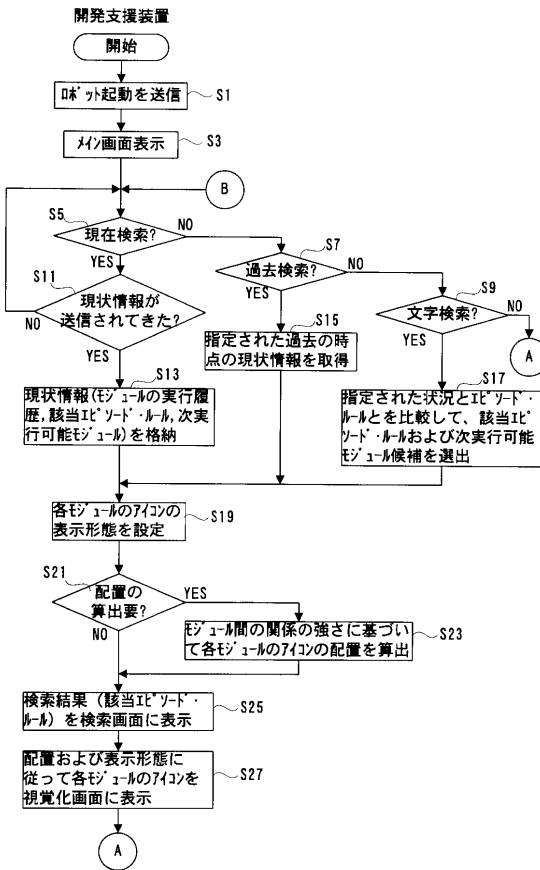 開発支援装置
開始
ロボット起動を送信
S1
メイン画面表示
S3
B
S5
現在検索?
NO
YES
S7
過去検索?
NO
YES
S9
文字検索?
NO
YES
A
S11
現状情報が
送信されてきた?
NO
YES
S15
指定された過去の時
点の現状情報を取得
S13
現状情報(モジュールの実行履
歴,該当エピソード・ルール,次実
行可能モジュール)を格納
S17
指定された状況とエピソード・
ルールとを比較して、該当エピ
ソード・ルールおよび次実行可能
モジュール候補を選出
各モジュールのアイコンの
表示形態を設定
S19
S21
配置の
算出要?
YES
NO
モジュール間の関係の強さに基づい
て各モジュールのアイコンの配置を算出
S23
検索結果(該当エピソード・
ルール)を検索画面に表示
S25
配置および表示形態に
従って各モジュールのアイコンを
視覚化画面に表示
S27
A